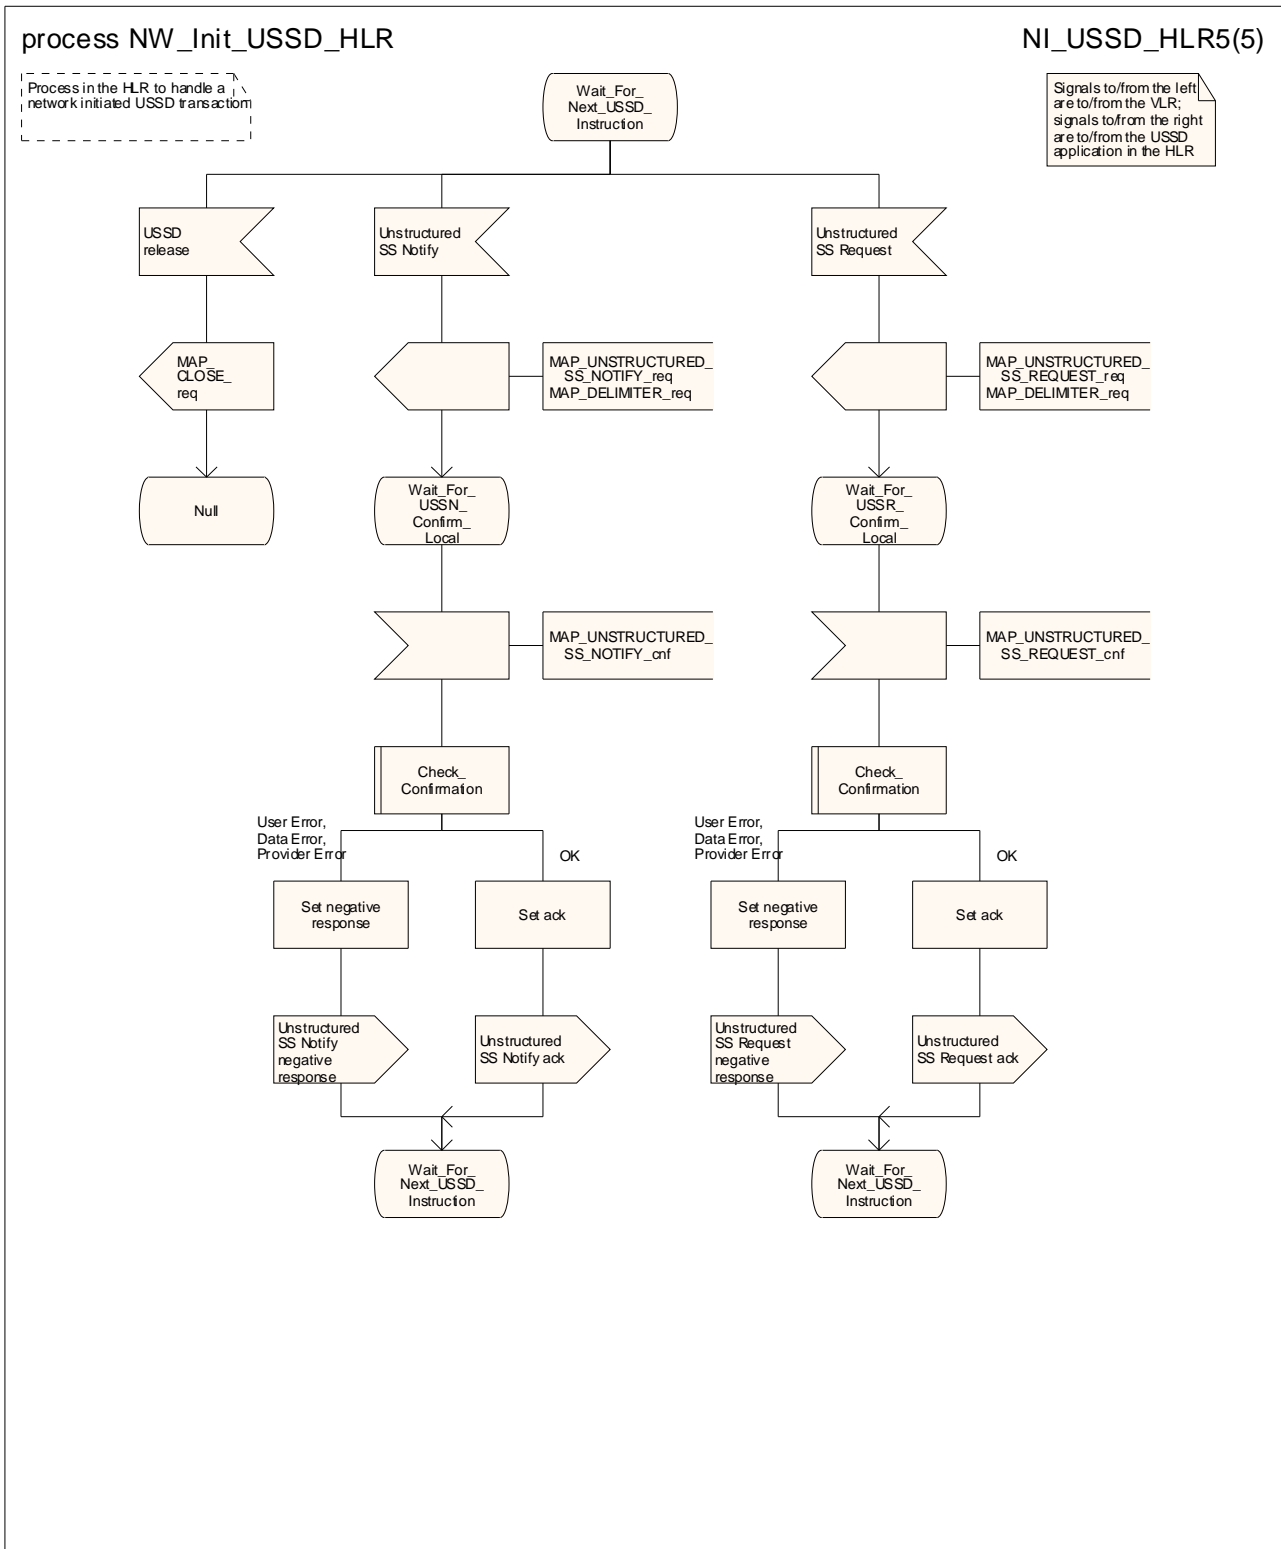 process NW_Init_USSD_HLR
NI_USSD_HLR5(5)
Process in the HLR to handle a
network initiated USSD transaction
Signals to/from the left
are to/from the VLR;
signals to/from the right
are to/from the USSD
application in the HLR
Wait_For_
Next_USSD_
Instruction
USSD
release
Unstructured
SS Notify
Unstructured
SS Request
MAP_
CLOSE_
req
MAP_UNSTRUCTURED_
SS_NOTIFY_req
MAP_DELIMITER_req
MAP_UNSTRUCTURED_
SS_REQUEST_req
MAP_DELIMITER_req
Null
Wait_For_
USSN_
Confirm_
Local
Wait_For_
USSR_
Confirm_
Local
MAP_UNSTRUCTURED_
SS_NOTIFY_cnf
MAP_UNSTRUCTURED_
SS_REQUEST_cnf
Check_
Confirmation
Check_
Confirmation
User Error,
Data Error,
Provider Error
OK
User Error,
Data Error,
Provider Error
OK
Set negative
response
Set ack
Set negative
response
Set ack
Unstructured
SS Notify
negative
response
Unstructured
SS Notify ack
Unstructured
SS Request
negative
response
Unstructured
SS Request ack
Wait_For_
Next_USSD_
Instruction
Wait_For_
Next_USSD_
Instruction